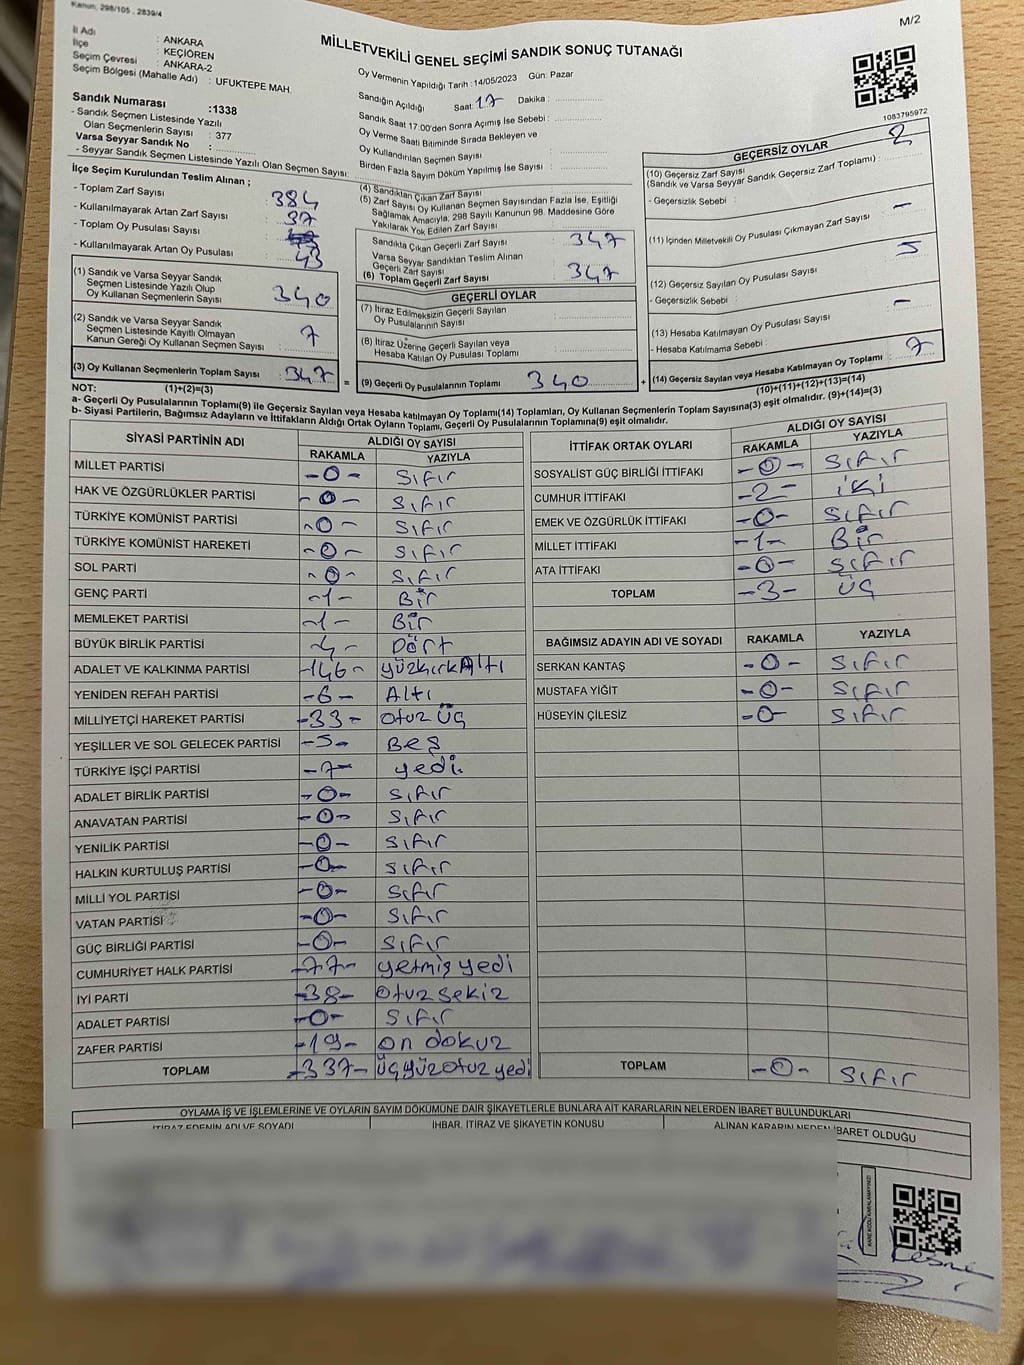 Kanun, 298/105 , 2839/4
M/2
MİLLETVEKİLİ GENEL SEÇİMİ SANDIK SONUÇ TUTANAĞI
İl Adı : ANKARA
İlçe : KEÇİÖREN
Seçim Çevresi : ANKARA-2
Seçim Bölgesi (Mahalle Adı) : UFUKTEPE MAH.
Sandık Numarası :1338
- Sandık Seçmen Listesinde Yazılı
Olan Seçmenlerin Sayısı : 377
Varsa Seyyar Sandık No :
- Seyyar Sandık Seçmen Listesinde Yazılı Olan Seçmen Sayısı:
Oy Vermenin Yapıldığı Tarih :14/05/2023 Gün: Pazar
Sandığın Açıldığı Saat: 17 Dakika :
Sandık Saat 17:00'den Sonra Açılmış İse Sebebi :
Oy Verme Saati Bitiminde Sırada Bekleyen ve
Oy Kullandırılan Seçmen Sayısı :
Birden Fazla Sayım Döküm Yapılmış İse Sayısı :
1083795972
İlçe Seçim Kurulundan Teslim Alınan ;
- Toplam Zarf Sayısı : 384
- Kullanılmayarak Artan Zarf Sayısı : 37
- Toplam Oy Pusulası Sayısı :
- Kullanılmayarak Artan Oy Pusulası : 43
(1) Sandık ve Varsa Seyyar Sandık
Seçmen Listesinde Yazılı Olup
Oy Kullanan Seçmenlerin Sayısı : 340
(2) Sandık ve Varsa Seyyar Sandık
Seçmen Listesinde Kayıtlı Olmayan
Kanun Gereği Oy Kullanan Seçmen Sayısı : 7
(3) Oy Kullanan Seçmenlerin Toplam Sayısı : 347
(1)+(2)=(3)
(4) Sandıktan Çıkan Zarf Sayısı :
(5) Zarf Sayısı Oy Kullanan Seçmen Sayısından Fazla İse, Eşitliği
Sağlamak Amacıyla, 298 Sayılı Kanunun 98. Maddesine Göre
Yakılarak Yok Edilen Zarf Sayısı :
Sandıkta Çıkan Geçerli Zarf Sayısı : 347
Varsa Seyyar Sandıktan Teslim Alınan
Geçerli Zarf Sayısı :
(6) Toplam Geçerli Zarf Sayısı : 347
GEÇERLİ OYLAR
(7) İtiraz Edilmeksizin Geçerli Sayılan
Oy Pusulalarının Sayısı :
(8) İtiraz Üzerine Geçerli Sayılan veya
Hesaba Katılan Oy Pusulası Toplamı :
= (9) Geçerli Oy Pusulalarının Toplamı 340
GEÇERSİZ OYLAR
(10) Geçersiz Zarf Sayısı
(Sandık ve Varsa Seyyar Sandık Geçersiz Zarf Toplamı) : 2
- Geçersizlik Sebebi :
(11) İçinden Milletvekili Oy Pusulası Çıkmayan Zarf Sayısı : -
(12) Geçersiz Sayılan Oy Pusulası Sayısı : 5
- Geçersizlik Sebebi :
(13) Hesaba Katılmayan Oy Pusulası Sayısı : -
- Hesaba Katılmama Sebebi :
+ (14) Geçersiz Sayılan veya Hesaba Katılmayan Oy Toplamı : 7
(10)+(11)+(12)+(13)=(14)
NOT:
a- Geçerli Oy Pusulalarının Toplamı(9) ile Geçersiz Sayılan veya Hesaba katılmayan Oy Toplamı(14) Toplamları, Oy Kullanan Seçmenlerin Toplam Sayısına(3) eşit olmalıdır. (9)+(14)=(3)
b- Siyasi Partilerin, Bağımsız Adayların ve İttifakların Aldığı Ortak Oyların Toplamı, Geçerli Oy Pusulalarının Toplamına(9) eşit olmalıdır.
SİYASİ PARTİNİN ADI ALDIĞI OY SAYISI
RAKAMLA YAZIYLA
MİLLET PARTİSİ -0- Sıfır
HAK VE ÖZGÜRLÜKLER PARTİSİ -0- Sıfır
TÜRKİYE KOMÜNİST PARTİSİ -0- Sıfır
TÜRKİYE KOMÜNİST HAREKETİ -0- Sıfır
SOL PARTİ -0- Sıfır
GENÇ PARTİ -1- Bir
MEMLEKET PARTİSİ -1- Bir
BÜYÜK BİRLİK PARTİSİ -4- Dört
ADALET VE KALKINMA PARTİSİ -146- yüzkırkAltı
YENİDEN REFAH PARTİSİ -6- Altı
MİLLİYETÇİ HAREKET PARTİSİ -33- otuz üç
YEŞİLLER VE SOL GELECEK PARTİSİ -5- Beş
TÜRKİYE İŞÇİ PARTİSİ -7- yedi.
ADALET BİRLİK PARTİSİ -0- Sıfır
ANAVATAN PARTİSİ -0- Sıfır
YENİLİK PARTİSİ -0- Sıfır
HALKIN KURTULUŞ PARTİSİ -0- Sıfır
MİLLİ YOL PARTİSİ -0- Sıfır
VATAN PARTİSİ -0- Sıfır
GÜÇ BİRLİĞİ PARTİSİ -0- Sıfır
CUMHURİYET HALK PARTİSİ -77- yetmiş yedi
İYİ PARTİ -38- otuz sekiz
ADALET PARTİSİ -0- Sıfır
ZAFER PARTİSİ -19- on dokuz
TOPLAM -337- üçyüzotuz yedi
İTTİFAK ORTAK OYLARI ALDIĞI OY SAYISI
RAKAMLA YAZIYLA
SOSYALİST GÜÇ BİRLİĞİ İTTİFAKI -0- Sıfır
CUMHUR İTTİFAKI -2- iki
EMEK VE ÖZGÜRLÜK İTTİFAKI -0- Sıfır
MİLLET İTTİFAKI -1- Bir
ATA İTTİFAKI -0- Sıfır
TOPLAM -3- üç
BAĞIMSIZ ADAYIN ADI VE SOYADI RAKAMLA YAZIYLA
SERKAN KANTAŞ -0- Sıfır
MUSTAFA YİĞİT -0- Sıfır
HÜSEYİN ÇİLESİZ -0- Sıfır
TOPLAM -0- Sıfır
OYLAMA İŞ VE İŞLEMLERİNE VE OYLARIN SAYIM DÖKÜMÜNE DAİR ŞİKAYETLERLE BUNLARA AİT KARARLARIN NELERDEN İBARET BULUNDUKLARI
İTİRAZ EDENİN ADI VE SOYADI İHBAR, İTİRAZ VE ŞİKAYETİN KONUSU ALINAN KARARIN NEDEN İBARET OLDUĞU
KARE KODU KARALAMAYINIZ!